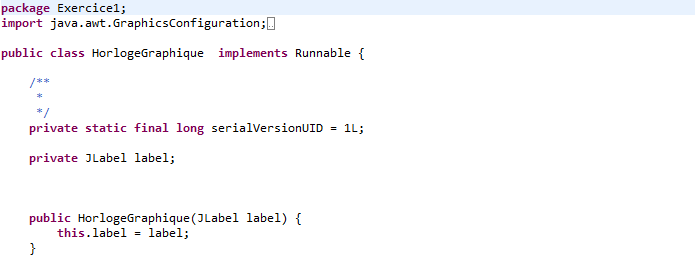 package Exercice1;
import java.awt.GraphicsConfiguration;
public class HorlogeGraphique  implements Runnable {
/**
*
*/
private static final long serialVersionUID = 1L;
private JLabel label;
public HorlogeGraphique(JLabel label) {
this.label = label;
}